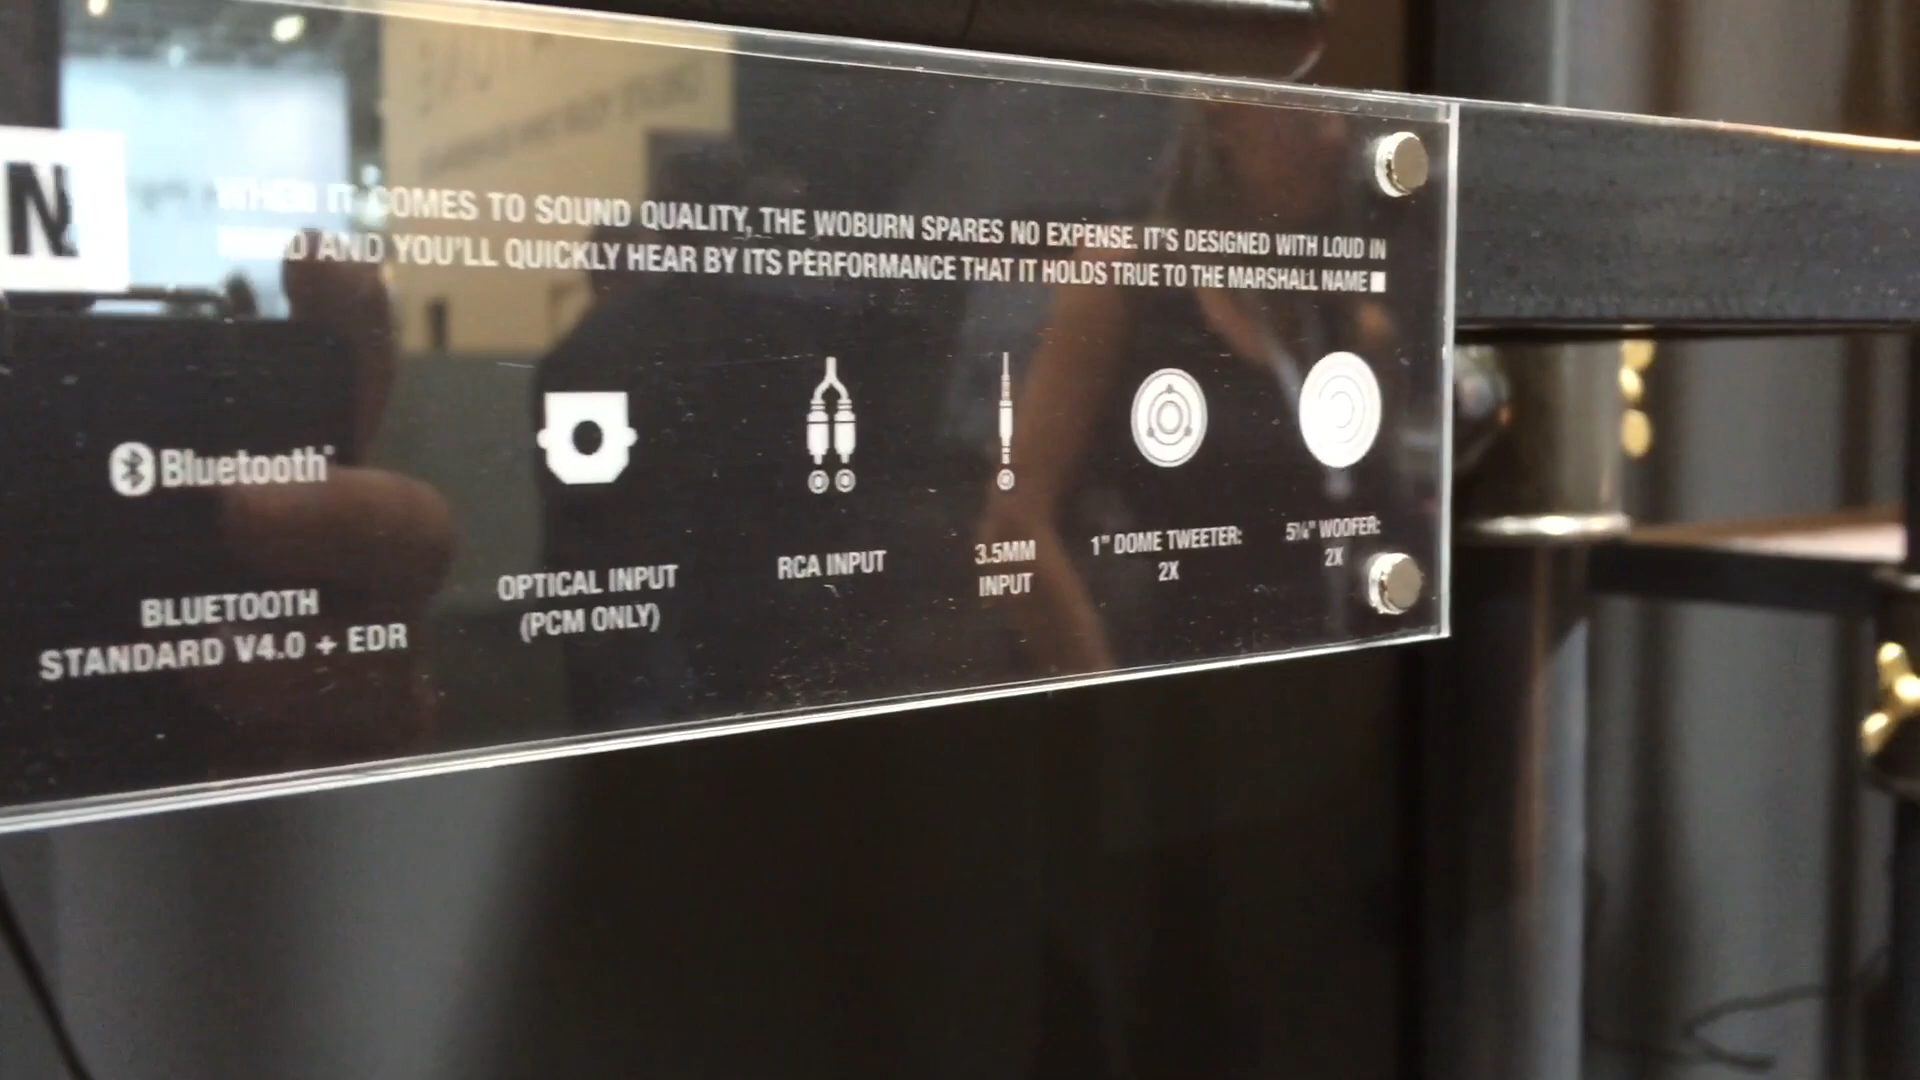 N
WHEN IT COMES TO SOUND QUALITY, THE WOBURN SPARES NO EXPENSE. IT'S DESIGNED WITH LOUD IN
AND YOU'LL QUICKLY HEAR BY ITS PERFORMANCE THAT IT HOLDS TRUE TO THE MARSHALL NAME
Bluetooth
BLUETOOTH
STANDARD V4.0 + EDR
OPTICAL INPUT
(PCM ONLY)
RCA INPUT
3.5MM
INPUT
1" DOME TWEETER:
2X
5¼" WOOFER:
2X